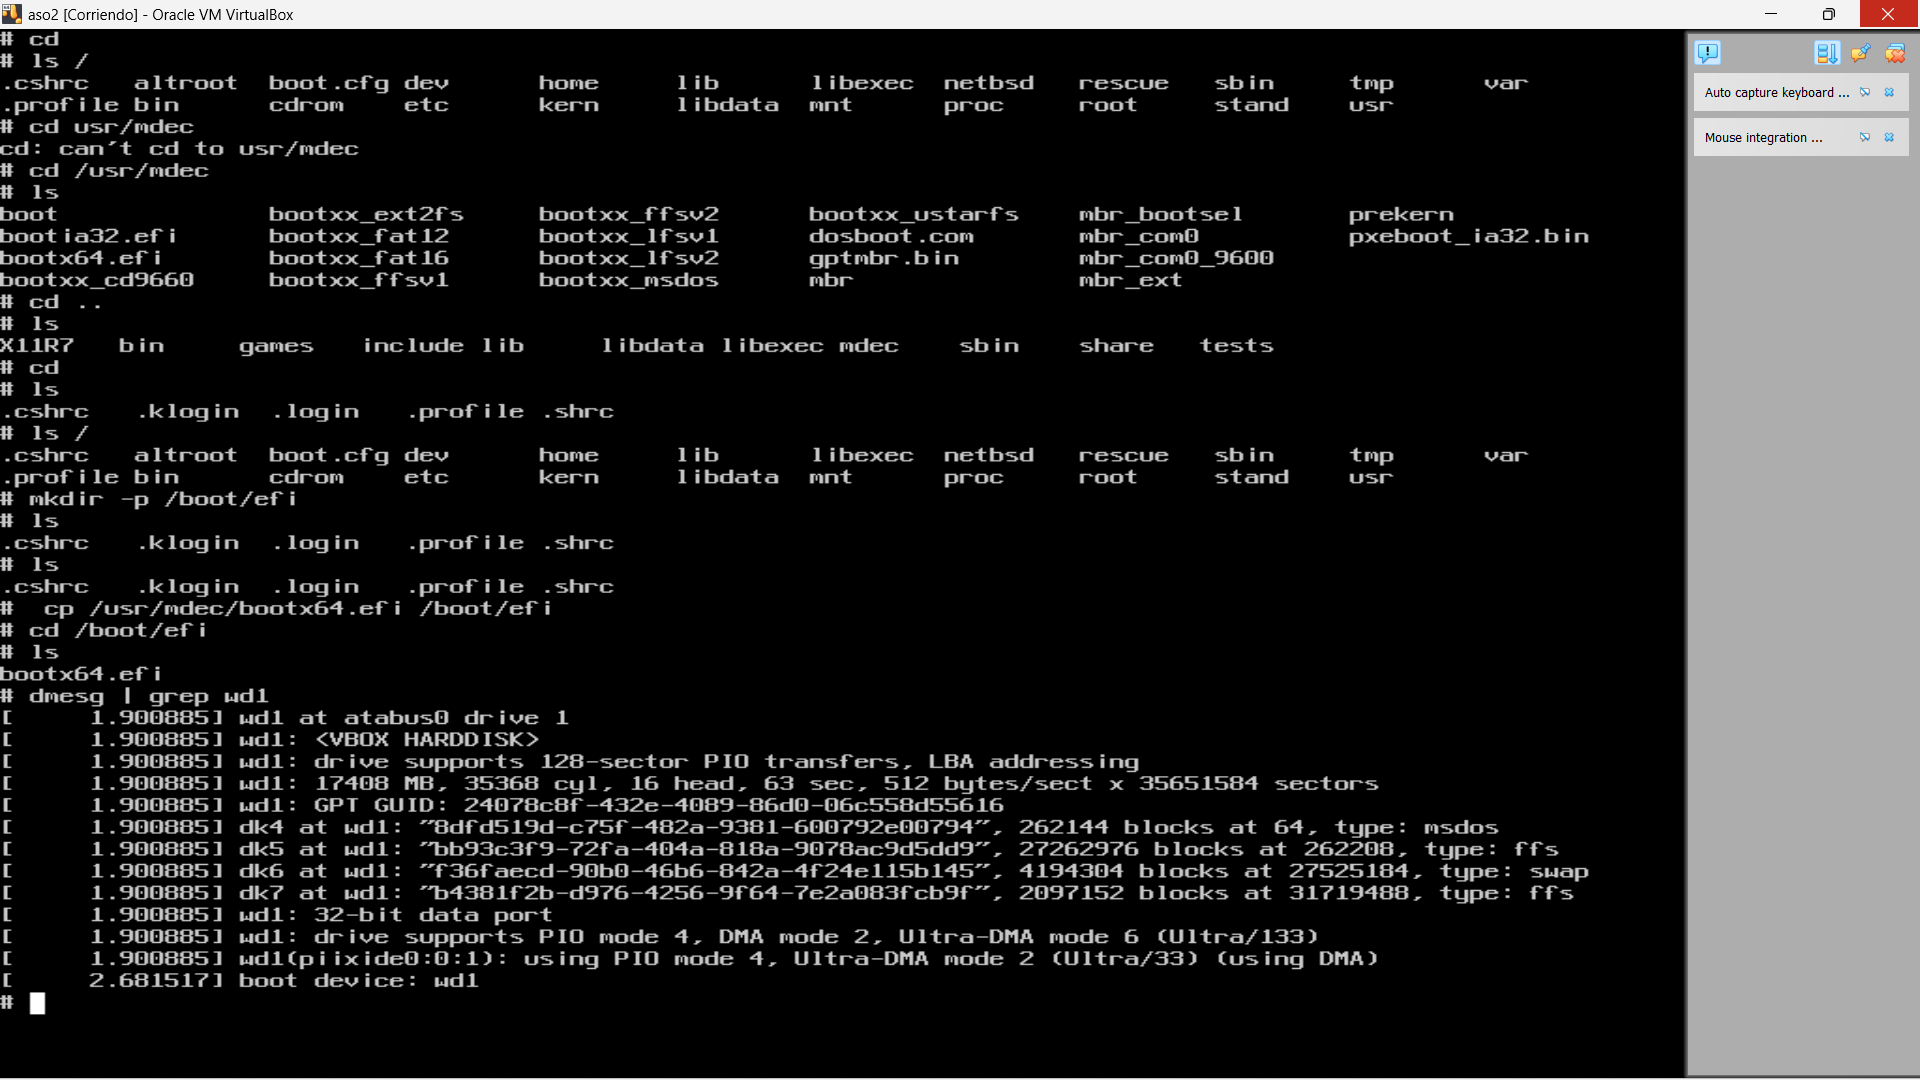 aso2 [Corriendo] - Oracle VM VirtualBox
# cd
# ls /
.cshrc altroot boot.cfg dev home lib libexec netbsd rescue sbin tmp var
.profile bin cdrom etc kern libdata mnt proc root stand usr
# cd usr/mdec
cd: can't cd to usr/mdec
# cd /usr/mdec
# ls
boot bootxx_ext2fs bootxx_ffsv2 bootxx_ustarfs mbr_bootsel prekern
bootia32.efi bootxx_fat12 bootxx_lfsv1 dosboot.com mbr_com0 pxeboot_ia32.bin
bootx64.efi bootxx_fat16 bootxx_lfsv2 gptmbr.bin mbr_com0_9600
bootxx_cd9660 bootxx_ffsv1 bootxx_msdos mbr mbr_ext
# cd ..
# ls
X11R7 bin games include lib libdata libexec mdec sbin share tests
# cd
# ls
.cshrc .klogin .login .profile .shrc
# ls /
.cshrc altroot boot.cfg dev home lib libexec netbsd rescue sbin tmp var
.profile bin cdrom etc kern libdata mnt proc root stand usr
# mkdir -p /boot/efi
# ls
.cshrc .klogin .login .profile .shrc
# ls
.cshrc .klogin .login .profile .shrc
#  cp /usr/mdec/bootx64.efi /boot/efi
# cd /boot/efi
# ls
bootx64.efi
# dmesg | grep wd1
[ 1.900885] wd1 at atabus0 drive 1
[ 1.900885] wd1: <VBOX HARDDISK>
[ 1.900885] wd1: drive supports 128-sector PIO transfers, LBA addressing
[ 1.900885] wd1: 17408 MB, 35368 cyl, 16 head, 63 sec, 512 bytes/sect x 35651584 sectors
[ 1.900885] wd1: GPT GUID: 24078c8f-432e-4089-86d0-06c558d55616
[ 1.900885] dk4 at wd1: "8dfd519d-c75f-482a-9381-600792e00794", 262144 blocks at 64, type: msdos
[ 1.900885] dk5 at wd1: "bb93c3f9-72fa-404a-818a-9078ac9d5dd9", 27262976 blocks at 262208, type: ffs
[ 1.900885] dk6 at wd1: "f36faecd-90b0-46b6-842a-4f24e115b145", 4194304 blocks at 27525184, type: swap
[ 1.900885] dk7 at wd1: "b4381f2b-d976-4256-9f64-7e2a083fcb9f", 2097152 blocks at 31719488, type: ffs
[ 1.900885] wd1: 32-bit data port
[ 1.900885] wd1: drive supports PIO mode 4, DMA mode 2, Ultra-DMA mode 6 (Ultra/133)
[ 1.900885] wd1(piixide0:0:1): using PIO mode 4, Ultra-DMA mode 2 (Ultra/33) (using DMA)
[ 2.681517] boot device: wd1
#
Auto capture keyboard ...
Mouse integration ...